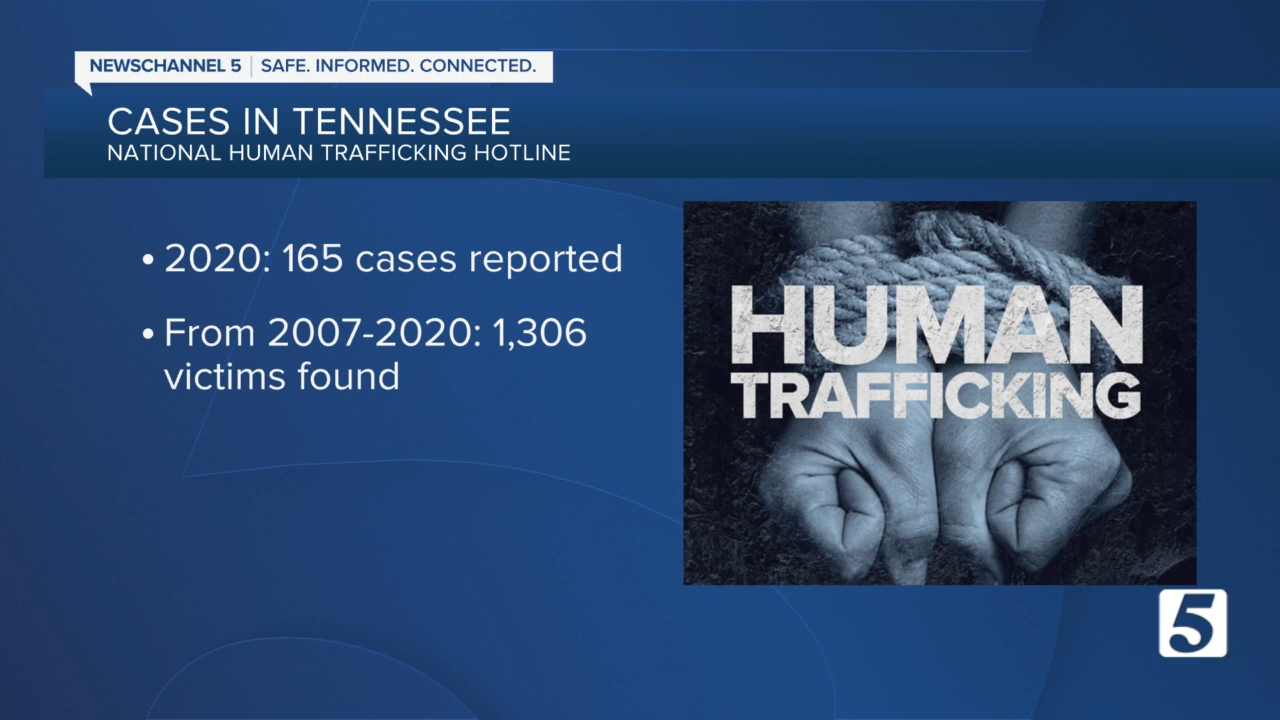 NEWSCHANNEL 5 | SAFE. INFORMED. CONNECTED.
CASES IN TENNESSEE
NATIONAL HUMAN TRAFFICKING HOTLINE
• 2020: 165 cases reported
• From 2007-2020: 1,306
victims found
HUMAN
TRAFFICKING
5